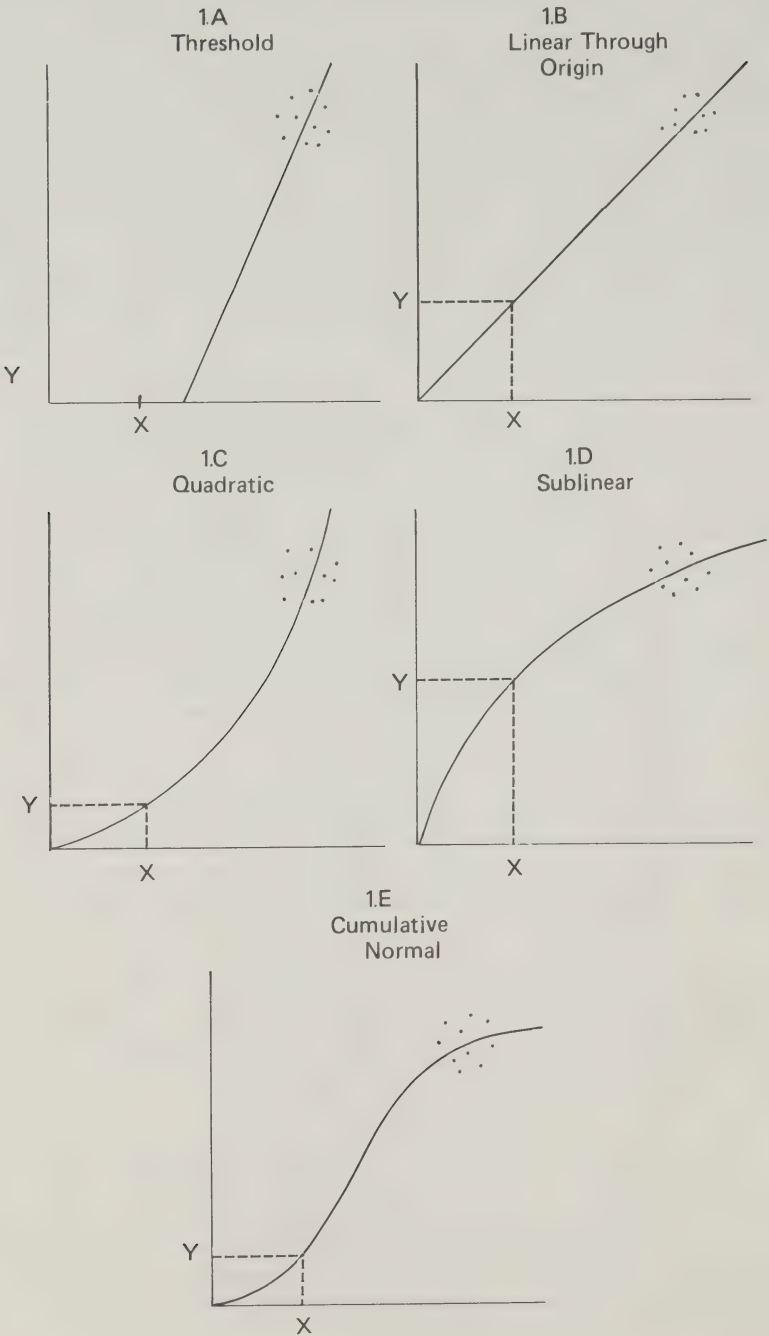 1.A
Threshold
1.B
Linear Through
Origin
Y
X
Y
X
1.C
Quadratic
1.D
Sublinear
Y
X
Y
X
1.E
Cumulative
Normal
Y
X